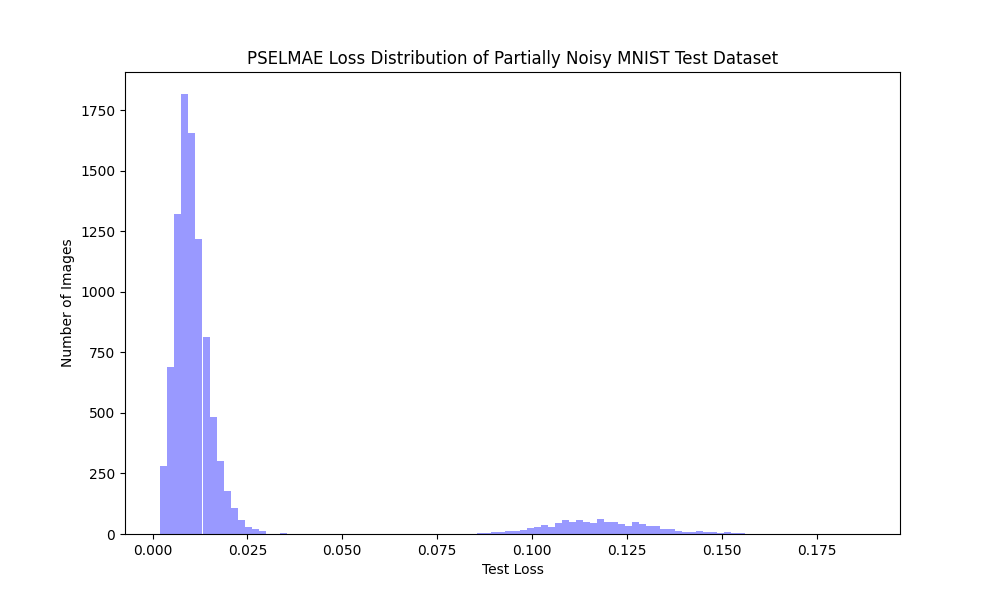 PSELMAE Loss Distribution of Partially Noisy MNIST Test Dataset
1750
1500
1250
1000
750
500
250
0
Number of Images
0.000 0.025 0.050 0.075 0.100 0.125 0.150 0.175
Test Loss